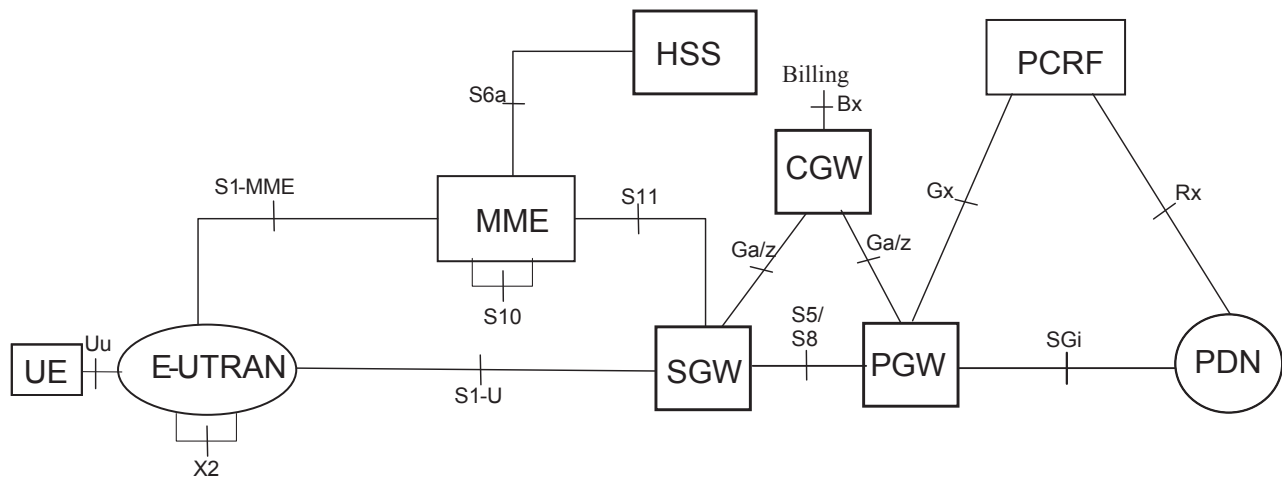 HSS
PCRF
Billing
S6a
Bx
CGW
S1-MME
S11
Gx
Rx
MME
Ga/z
Ga/z
S10
S5/
S8
Uu
SGi
UE
E-UTRAN
SGW
PGW
PDN
S1-U
X2